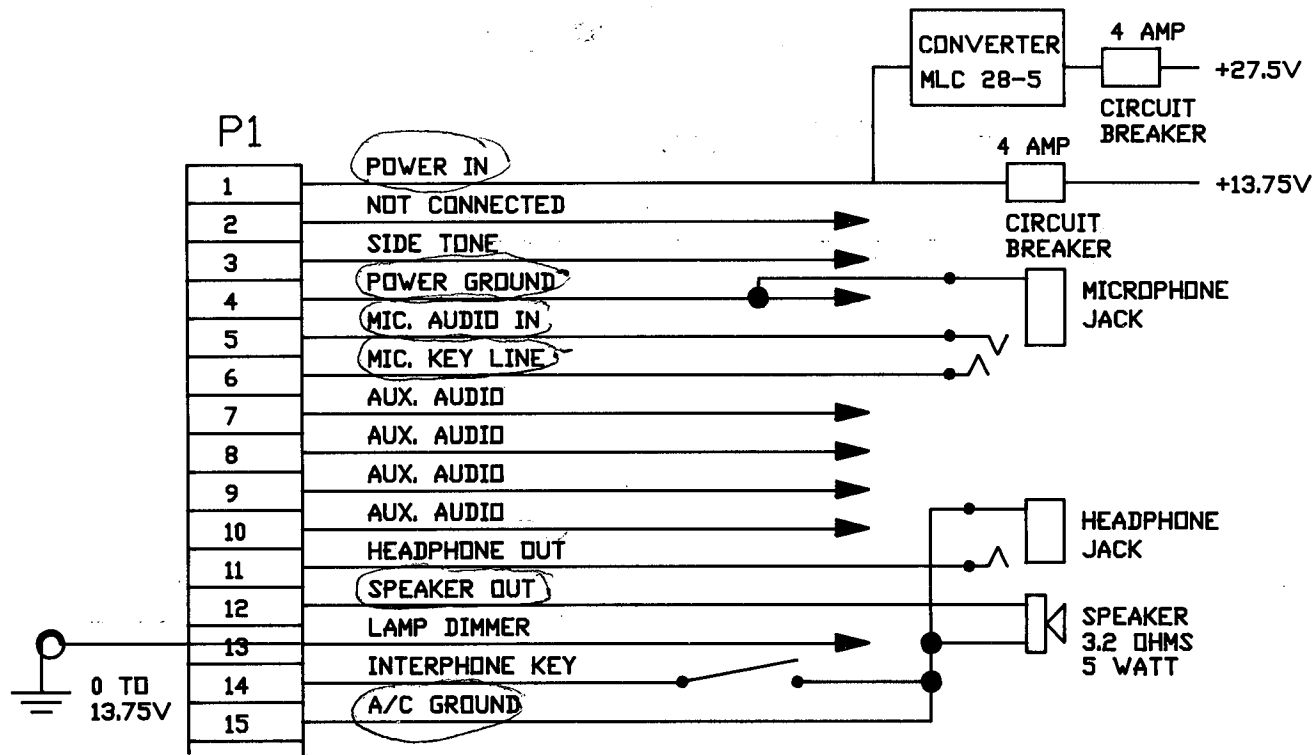 4 AMP
CONVERTER
MLC 28-5
+27.5V
CIRCUIT
BREAKER
P1
4 AMP
1 POWER IN
+13.75V
2 NOT CONNECTED
CIRCUIT
BREAKER
3 SIDE TONE
4 POWER GROUND
MICROPHONE
JACK
5 MIC. AUDIO IN
6 MIC. KEY LINE
7 AUX. AUDIO
8 AUX. AUDIO
9 AUX. AUDIO
10 AUX. AUDIO
HEADPHONE
JACK
11 HEADPHONE OUT
12 SPEAKER OUT
SPEAKER
3.2 OHMS
5 WATT
13 LAMP DIMMER
14 INTERPHONE KEY
0 TO
13.75V
15 A/C GROUND